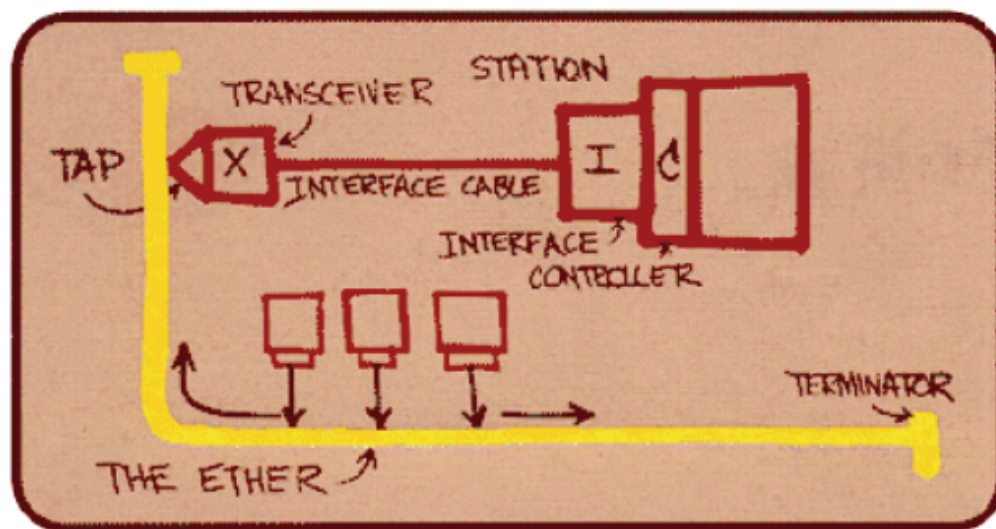 STATION
TRANSCEIVER
TAP
X
I
C
INTERFACE CABLE
INTERFACE
CONTROLLER
TERMINATOR
THE ETHER